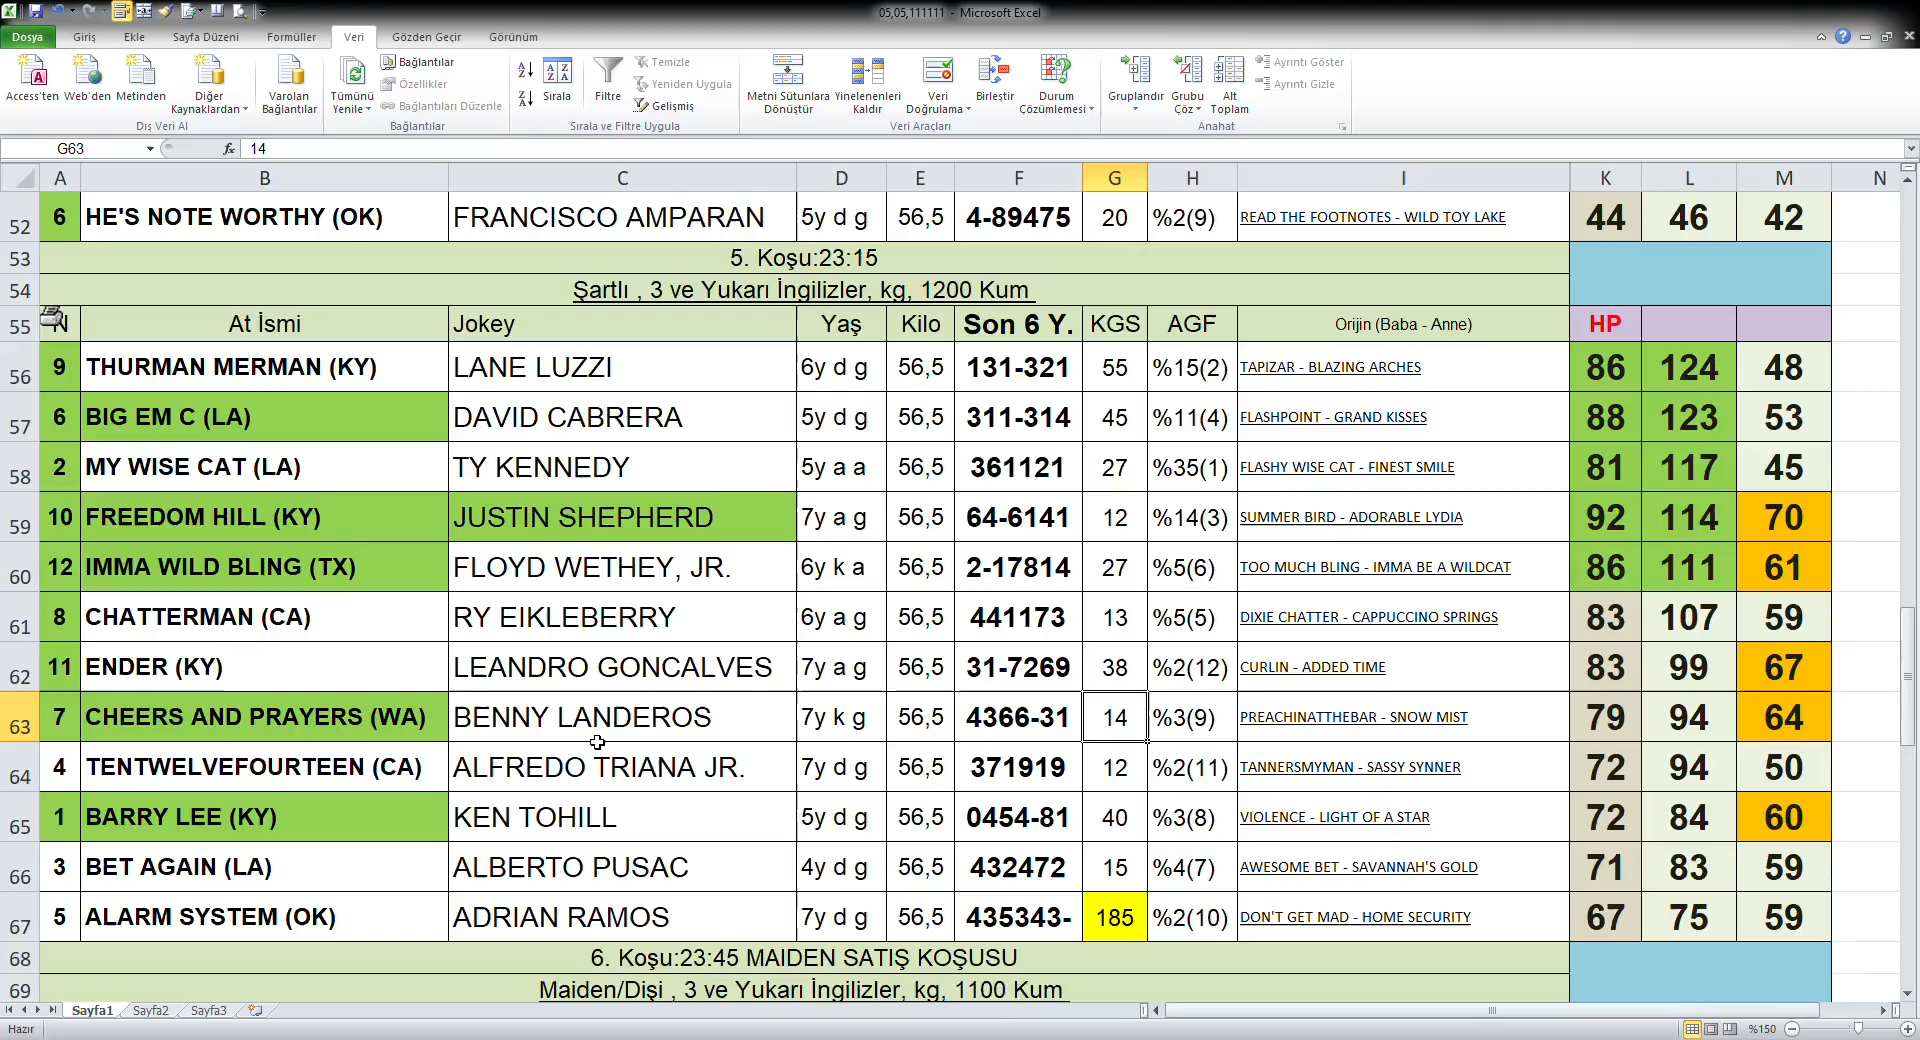 05,05,111111 - Microsoft Excel
Dosya Giriş Ekle Sayfa Düzeni Formüller Veri Gözden Geçir Görünüm
Access'ten Web'den Metinden Diğer Kaynaklardan Varolan Bağlantılar Tümünü Yenile Bağlantılar Özellikler Bağlantıları Düzenle Sırala Filtre Temizle Yeniden Uygula Gelişmiş Metni Sütunlara Dönüştür Yinelenenleri Kaldır Veri Doğrulama Birleştir Durum Çözümlemesi Gruplandır Grubu Çöz Alt Toplam Ayrıntı Göster Ayrıntı Gizle
Dış Veri Al Bağlantılar Sırala ve Filtre Uygula Veri Araçları Anahat
G63 fx 14
A B C D E F G H I K L M N
52 6 HE'S NOTE WORTHY (OK) FRANCISCO AMPARAN 5y d g 56,5 4-89475 20 %2(9) READ THE FOOTNOTES - WILD TOY LAKE 44 46 42
53 5. Koşu:23:15
54 Şartlı , 3 ve Yukarı İngilizler, kg, 1200 Kum
55 N At İsmi Jokey Yaş Kilo Son 6 Y. KGS AGF Orijin (Baba - Anne) HP
56 9 THURMAN MERMAN (KY) LANE LUZZI 6y d g 56,5 131-321 55 %15(2) TAPIZAR - BLAZING ARCHES 86 124 48
57 6 BIG EM C (LA) DAVID CABRERA 5y d g 56,5 311-314 45 %11(4) FLASHPOINT - GRAND KISSES 88 123 53
58 2 MY WISE CAT (LA) TY KENNEDY 5y a a 56,5 361121 27 %35(1) FLASHY WISE CAT - FINEST SMILE 81 117 45
59 10 FREEDOM HILL (KY) JUSTIN SHEPHERD 7y a g 56,5 64-6141 12 %14(3) SUMMER BIRD - ADORABLE LYDIA 92 114 70
60 12 IMMA WILD BLING (TX) FLOYD WETHEY, JR. 6y k a 56,5 2-17814 27 %5(6) TOO MUCH BLING - IMMA BE A WILDCAT 86 111 61
61 8 CHATTERMAN (CA) RY EIKLEBERRY 6y a g 56,5 441173 13 %5(5) DIXIE CHATTER - CAPPUCCINO SPRINGS 83 107 59
62 11 ENDER (KY) LEANDRO GONCALVES 7y a g 56,5 31-7269 38 %2(12) CURLIN - ADDED TIME 83 99 67
63 7 CHEERS AND PRAYERS (WA) BENNY LANDEROS 7y k g 56,5 4366-31 14 %3(9) PREACHINATTHEBAR - SNOW MIST 79 94 64
64 4 TENTWELVEFOURTEEN (CA) ALFREDO TRIANA JR. 7y d g 56,5 371919 12 %2(11) TANNERSMYMAN - SASSY SYNNER 72 94 50
65 1 BARRY LEE (KY) KEN TOHILL 5y d g 56,5 0454-81 40 %3(8) VIOLENCE - LIGHT OF A STAR 72 84 60
66 3 BET AGAIN (LA) ALBERTO PUSAC 4y d g 56,5 432472 15 %4(7) AWESOME BET - SAVANNAH'S GOLD 71 83 59
67 5 ALARM SYSTEM (OK) ADRIAN RAMOS 7y d g 56,5 435343- 185 %2(10) DON'T GET MAD - HOME SECURITY 67 75 59
68 6. Koşu:23:45 MAIDEN SATIŞ KOŞUSU
69 Maiden/Dişi , 3 ve Yukarı İngilizler, kg, 1100 Kum
Sayfa1 Sayfa2 Sayfa3
Hazır %150